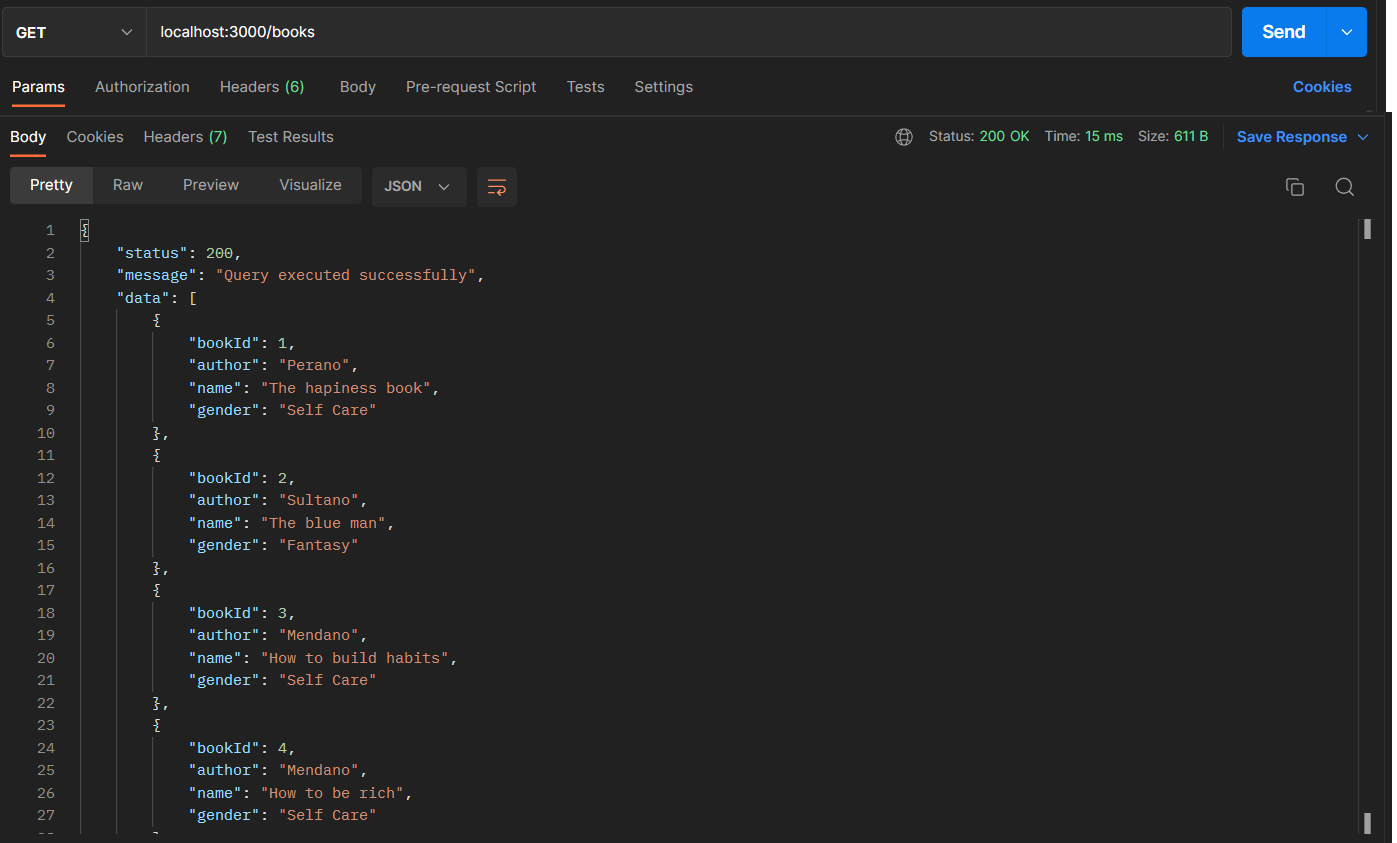 GET localhost:3000/books Send
Params Authorization Headers (6) Body Pre-request Script Tests Settings Cookies
Body Cookies Headers (7) Test Results Status: 200 OK Time: 15 ms Size: 611 B Save Response
Pretty Raw Preview Visualize JSON
1 {
2 "status": 200,
3 "message": "Query executed successfully",
4 "data": [
5 {
6 "bookId": 1,
7 "author": "Perano",
8 "name": "The hapiness book",
9 "gender": "Self Care"
10 },
11 {
12 "bookId": 2,
13 "author": "Sultano",
14 "name": "The blue man",
15 "gender": "Fantasy"
16 },
17 {
18 "bookId": 3,
19 "author": "Mendano",
20 "name": "How to build habits",
21 "gender": "Self Care"
22 },
23 {
24 "bookId": 4,
25 "author": "Mendano",
26 "name": "How to be rich",
27 "gender": "Self Care"